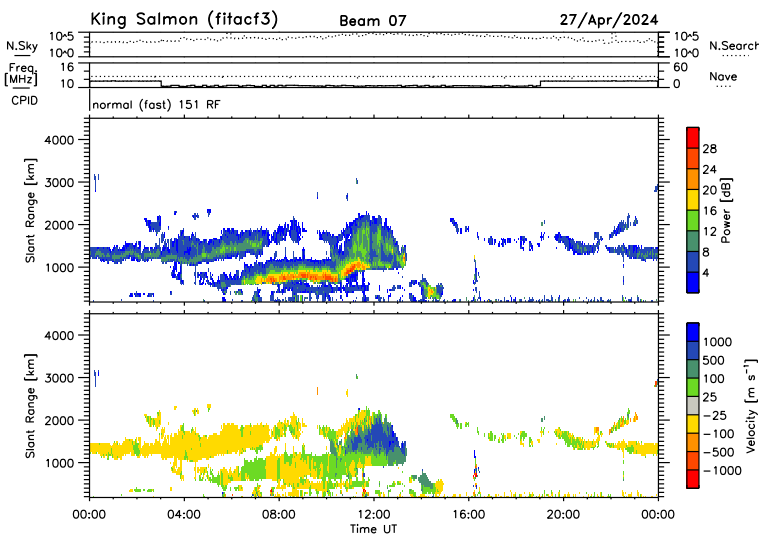 King Salmon (fitacf3) Beam 07 27/Apr/2024
N.Sky 10^5 10^0 10^5 10^0 N.Search
Freq. [MHz] 16 10 60 0 Nave
CPID normal (fast) 151 RF
Slant Range [km] 4000 3000 2000 1000
28 24 20 16 12 8 4 Power [dB]
Slant Range [km] 4000 3000 2000 1000
1000 500 100 25 -25 -100 -500 -1000 Velocity [m s⁻¹]
00:00 04:00 08:00 12:00 16:00 20:00 00:00
Time UT